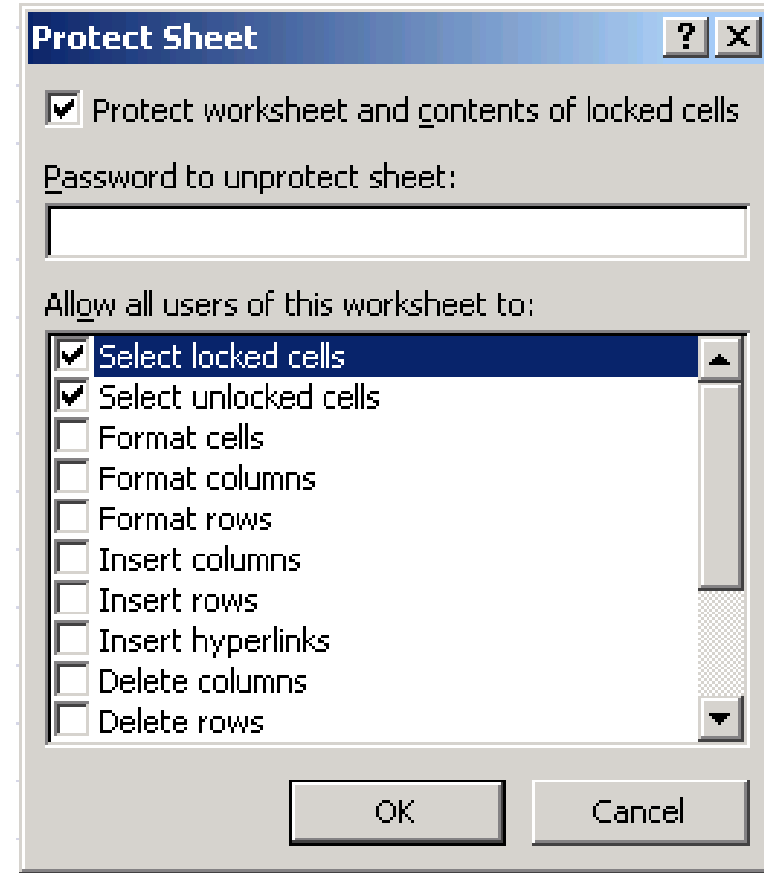 Protect Sheet
Protect worksheet and contents of locked cells
Password to unprotect sheet:
Allow all users of this worksheet to:
Select locked cells
Select unlocked cells
Format cells
Format columns
Format rows
Insert columns
Insert rows
Insert hyperlinks
Delete columns
Delete rows
OK Cancel